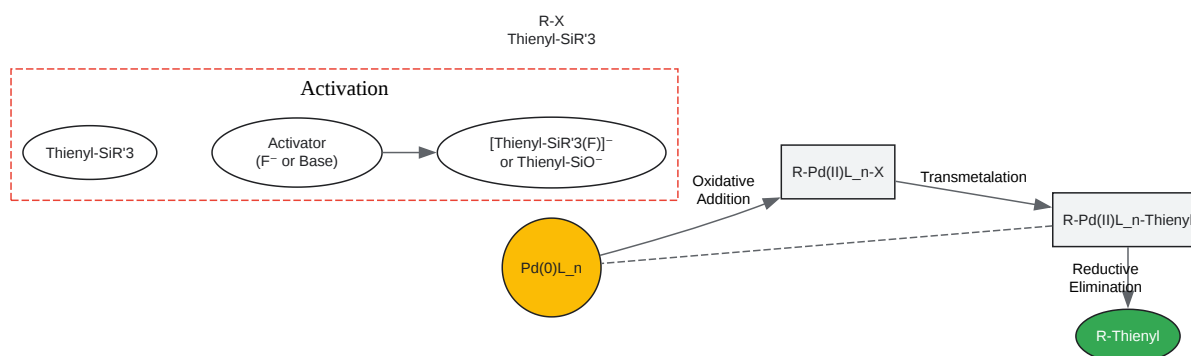 R-X
Thienyl-SiR'3
Activation
Thienyl-SiR'3
Activator
(F⁻ or Base)
[Thienyl-SiR'3(F)]⁻
or Thienyl-SiO⁻
Oxidative
Addition
R-Pd(II)L_n-X
Transmetalation
R-Pd(II)L_n-Thienyl
Pd(0)L_n
Reductive
Elimination
R-Thienyl